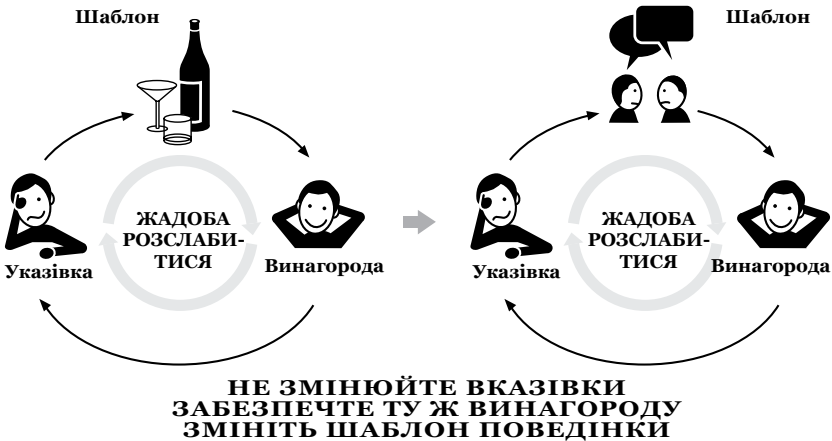 Шаблон
ЖАДОБА
РОЗСЛАБИ-
ТИСЯ
Указівка
Винагорода
Шаблон
ЖАДОБА
РОЗСЛАБИ-
ТИСЯ
Указівка
Винагорода
НЕ ЗМІНЮЙТЕ ВКАЗІВКИ
ЗАБЕЗПЕЧТЕ ТУ Ж ВИНАГОРОДУ
ЗМІНІТЬ ШАБЛОН ПОВЕДІНКИ